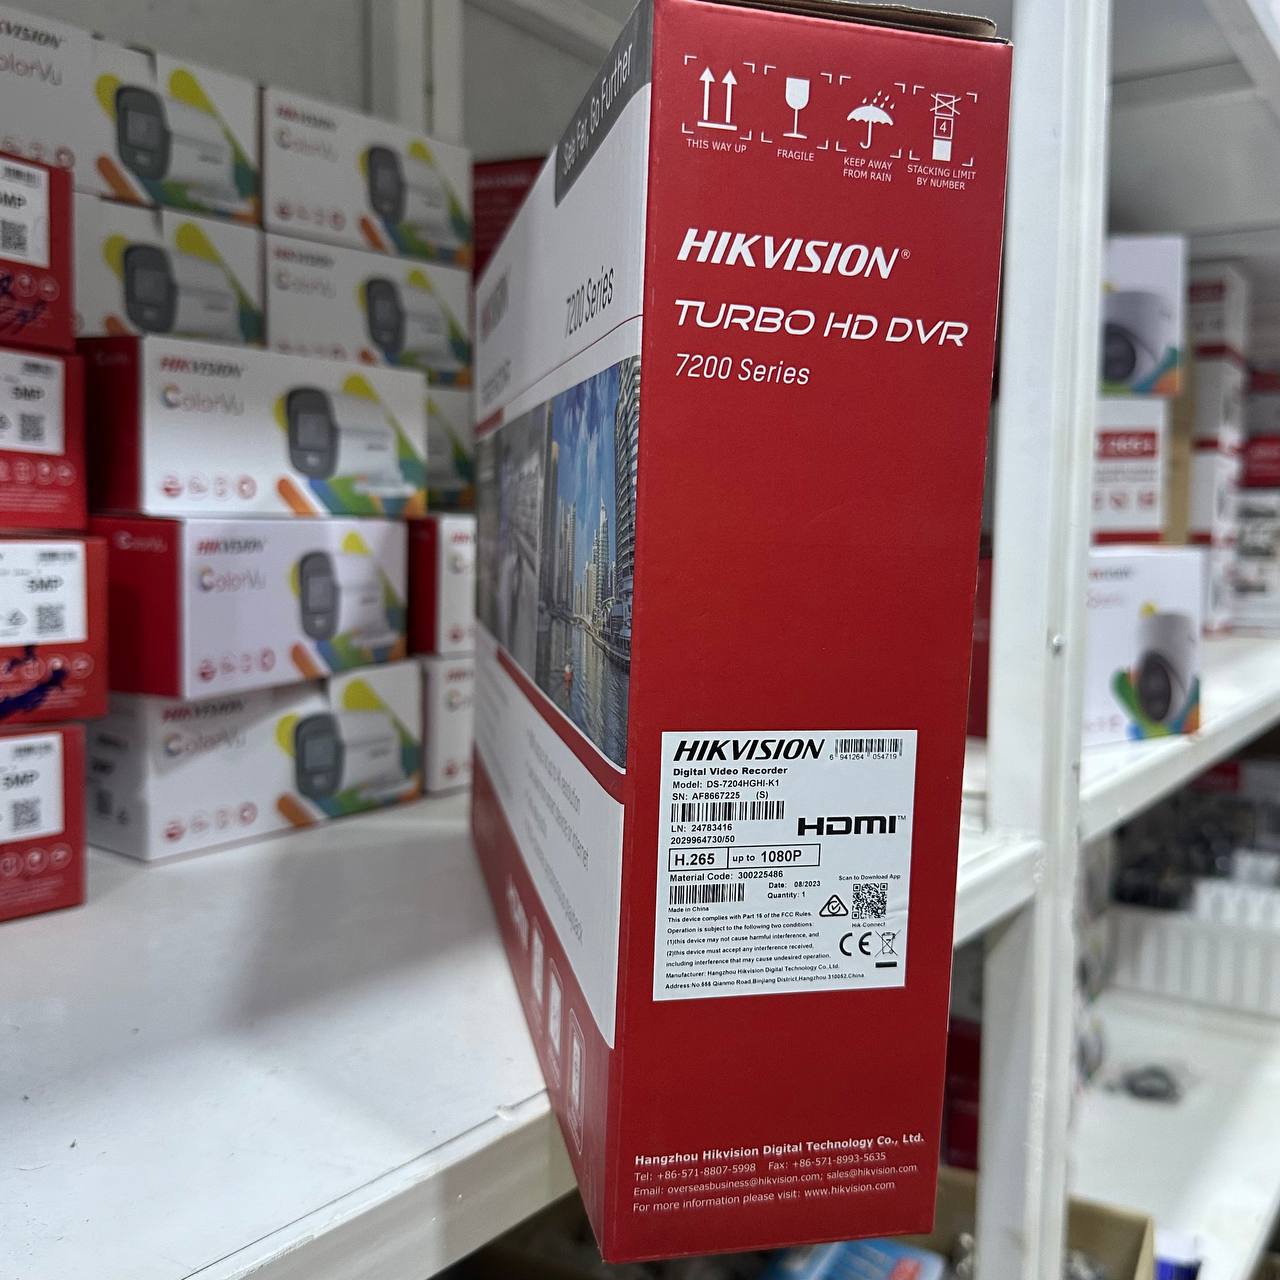 THIS WAY UP
FRAGILE
KEEP AWAY
FROM RAIN
4
STACKING LIMIT
BY NUMBER
HIKVISION®
TURBO HD DVR
7200 Series
HIKVISION
6 941264 054719
Digital Video Recorder
Model: DS-7204HGHI-K1
SN: AF8667225 (S)
LN: 24783416
2029964730/50
HDMI™
H.265 up to 1080P
Material Code: 300225486
Date: 08/2023
Quantity: 1
Scan to Download App
Hik-Connect
Made in China
This device complies with Part 15 of the FCC Rules.
Operation is subject to the following two conditions:
(1)this device may not cause harmful interference, and
(2)this device must accept any interference received,
including interference that may cause undesired operation.
CE
Manufacturer: Hangzhou Hikvision Digital Technology Co.,Ltd.
Address:No.555 Qianmo Road,Binjiang District,Hangzhou 310052,China
Hangzhou Hikvision Digital Technology Co., Ltd.
Tel: +86-571-8807-5998 Fax: +86-571-8993-5635
Email: overseasbusiness@hikvision.com; sales@hikvision.com
For more information please visit: www.hikvision.com
See Far, Go Further
HIKVISION
7200 Series
HIKVISION
ColorVu
HIKVISION
ColorVu
HIKVISION
ColorVu
HIKVISION
ColorVu
HIKVISION
ColorVu
5MP
5MP
5MP
5MP